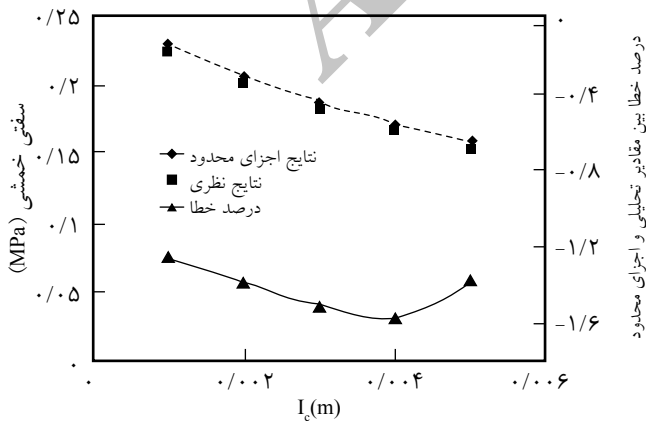 سفتی خمشی (MPa)
۰/۲۵
۰/۲
۰/۱۵
۰/۱
۰/۰۵
۰
۰
۰/۰۰۲
۰/۰۰۴
۰/۰۰۶
I_c(m)
نتایج اجزای محدود
نتایج نظری
درصد خطا
۰
-۰/۴
-۰/۸
-۱/۲
-۱/۶
درصد خطا بین مقادیر تحلیلی و اجزای محدود